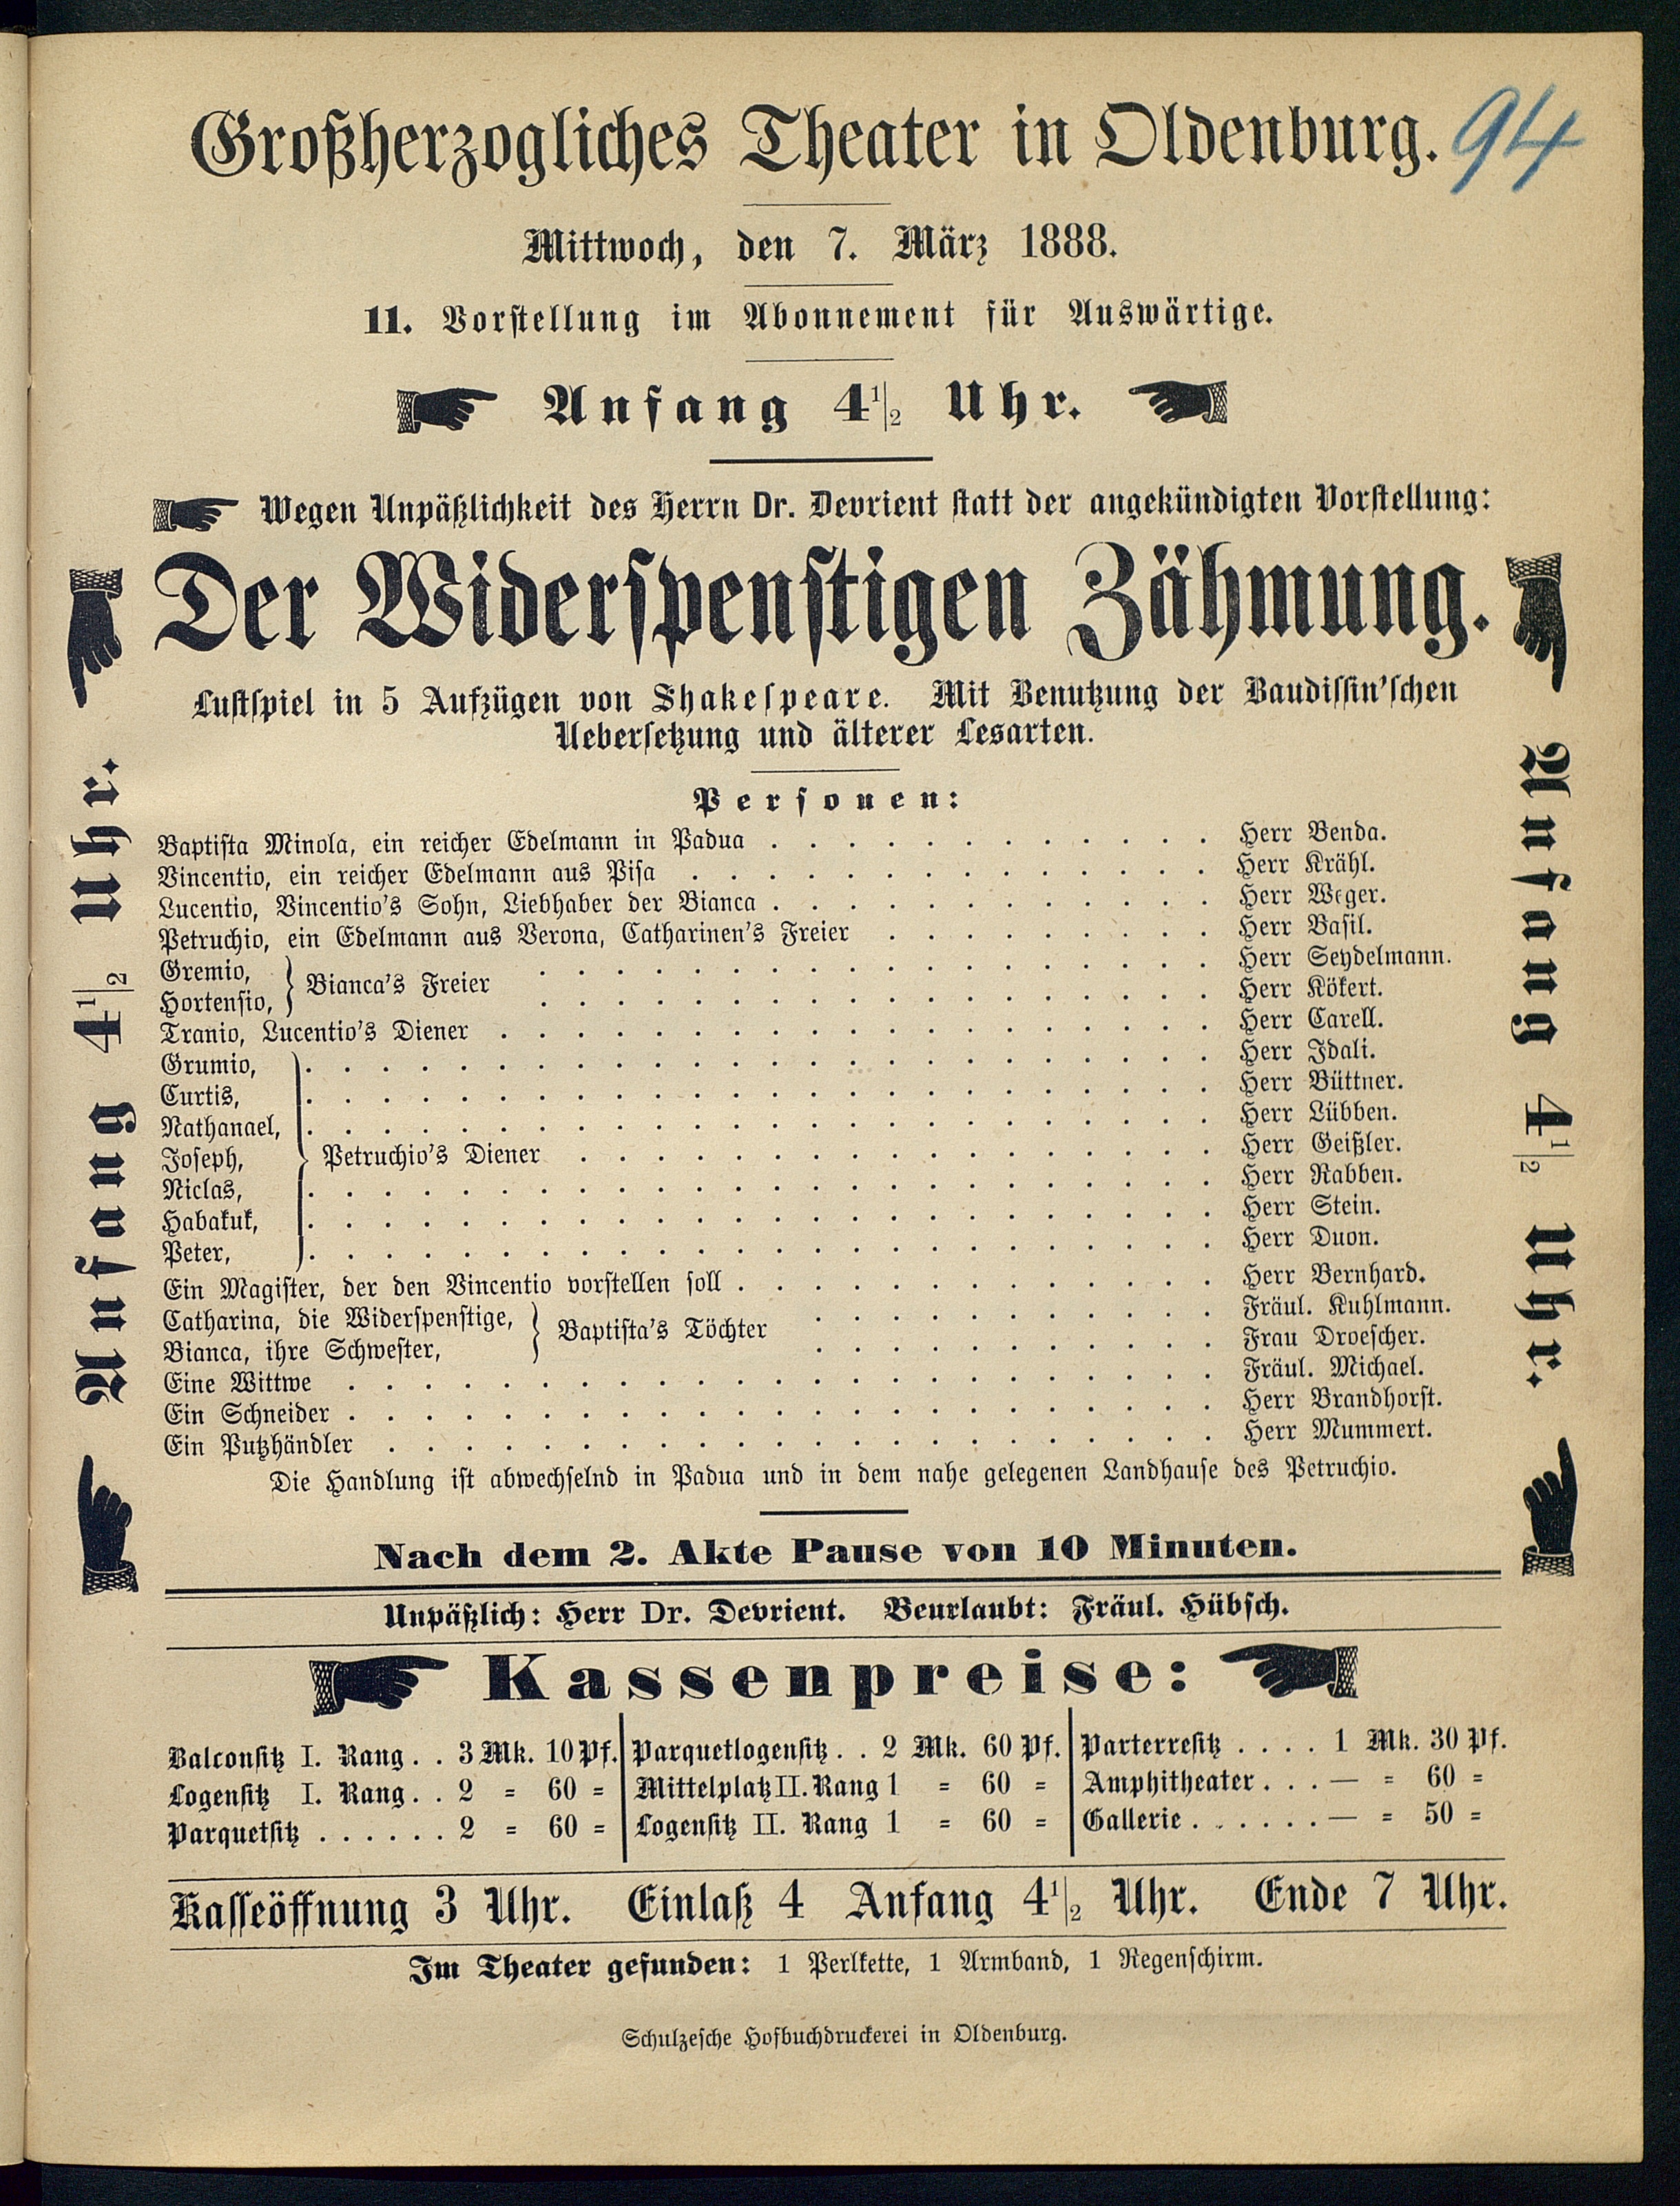 Großherzogliches Theater in Oldenburg. 94
Mittwoch, den 7. März 1888.
11. Vorstellung im Abonnement für Auswärtige.
Anfang 4 1/2 Uhr.
Wegen Unpäßlichkeit des Herrn Dr. Devrient statt der angekündigten Vorstellung:
Der Widerspenstigen Zähmung.
Lustspiel in 5 Aufzügen von Shakespeare. Mit Benutzung der Baudissin'schen
Uebersetzung und älterer Lesarten.
Personen:
Baptista Minola, ein reicher Edelmann in Padua . . . . . . . . . . . . Herr Benda.
Vincentio, ein reicher Edelmann aus Pisa . . . . . . . . . . . . . . Herr Krähl.
Lucentio, Vincentio's Sohn, Liebhaber der Bianca . . . . . . . . . . . . Herr Weger.
Petruchio, ein Edelmann aus Verona, Catharinen's Freier . . . . . . . . . Herr Basil.
Gremio, } Bianca's Freier . . . . . . . . . . . . . . . . . Herr Seydelmann.
Hortensio, . . . . . . . . . . . . . . . . . Herr Kökert.
Tranio, Lucentio's Diener . . . . . . . . . . . . . . . . . . Herr Carell.
Grumio, . . . . . . . . . . . . . . . . . . . . . . . Herr Idali.
Curtis, . . . . . . . . . . . . . . . . . . . . . . . Herr Büttner.
Nathanael, . . . . . . . . . . . . . . . . . . . . . . . Herr Lübben.
Joseph, } Petruchio's Diener . . . . . . . . . . . . . . . . Herr Geißler.
Niclas, . . . . . . . . . . . . . . . . . . . . . . . Herr Rabben.
Habakuk, . . . . . . . . . . . . . . . . . . . . . . . Herr Stein.
Peter, . . . . . . . . . . . . . . . . . . . . . . . Herr Duon.
Ein Magister, der den Vincentio vorstellen soll . . . . . . . . . . . . Herr Bernhard.
Catharina, die Widerspenstige, } Baptista's Töchter . . . . . . . . . . . Fräul. Kuhlmann.
Bianca, ihre Schwester, . . . . . . . . . . . Frau Droescher.
Eine Wittwe . . . . . . . . . . . . . . . . . . . . . . Fräul. Michael.
Ein Schneider . . . . . . . . . . . . . . . . . . . . . . Herr Brandhorst.
Ein Putzhändler . . . . . . . . . . . . . . . . . . . . . Herr Mummert.
Die Handlung ist abwechselnd in Padua und in dem nahe gelegenen Landhause des Petruchio.
Anfang 4 1/2 Uhr.
Anfang 4 1/2 Uhr.
Nach dem 2. Akte Pause von 10 Minuten.
Unpäßlich: Herr Dr. Devrient. Beurlaubt: Fräul. Hübsch.
Kassenpreise:
Balconsitz I. Rang . . 3 Mk. 10 Pf. Parquetlogensitz . . 2 Mk. 60 Pf. Parterresitz . . . . 1 Mk. 30 Pf.
Logensitz I. Rang . . 2 = 60 = Mittelplatz II. Rang 1 = 60 = Amphitheater . . . — = 60 =
Parquetsitz . . . . . . 2 = 60 = Logensitz II. Rang 1 = 60 = Gallerie . . . . . . — = 50 =
Kasseöffnung 3 Uhr. Einlaß 4 Anfang 4 1/2 Uhr. Ende 7 Uhr.
Im Theater gefunden: 1 Perlkette, 1 Armband, 1 Regenschirm.
Schulzesche Hofbuchdruckerei in Oldenburg.